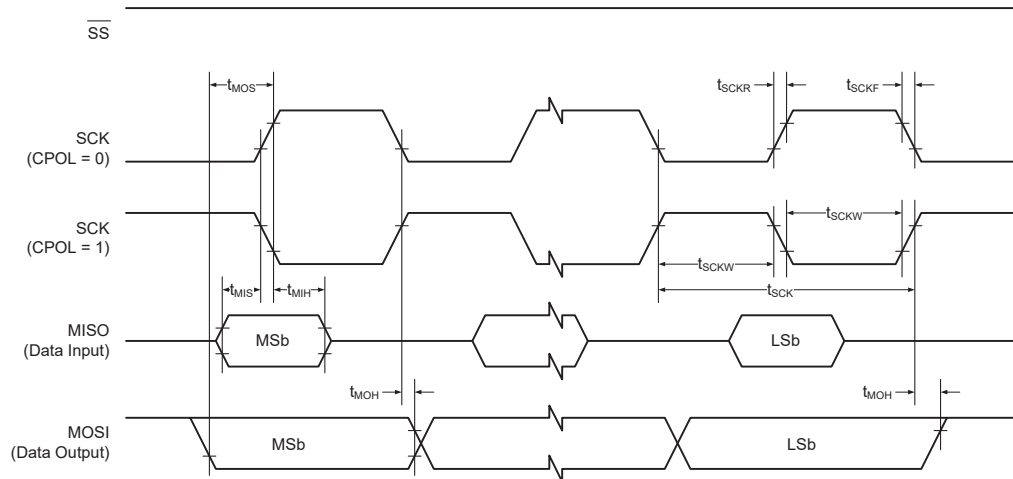 SS
tMOS
tSCKR
tSCKF
SCK
(CPOL = 0)
SCK
(CPOL = 1)
tSCKW
tSCKW
tSCK
tMIS
tMIH
MISO
(Data Input)
MSb
LSb
tMOH
tMOH
MOSI
(Data Output)
MSb
LSb